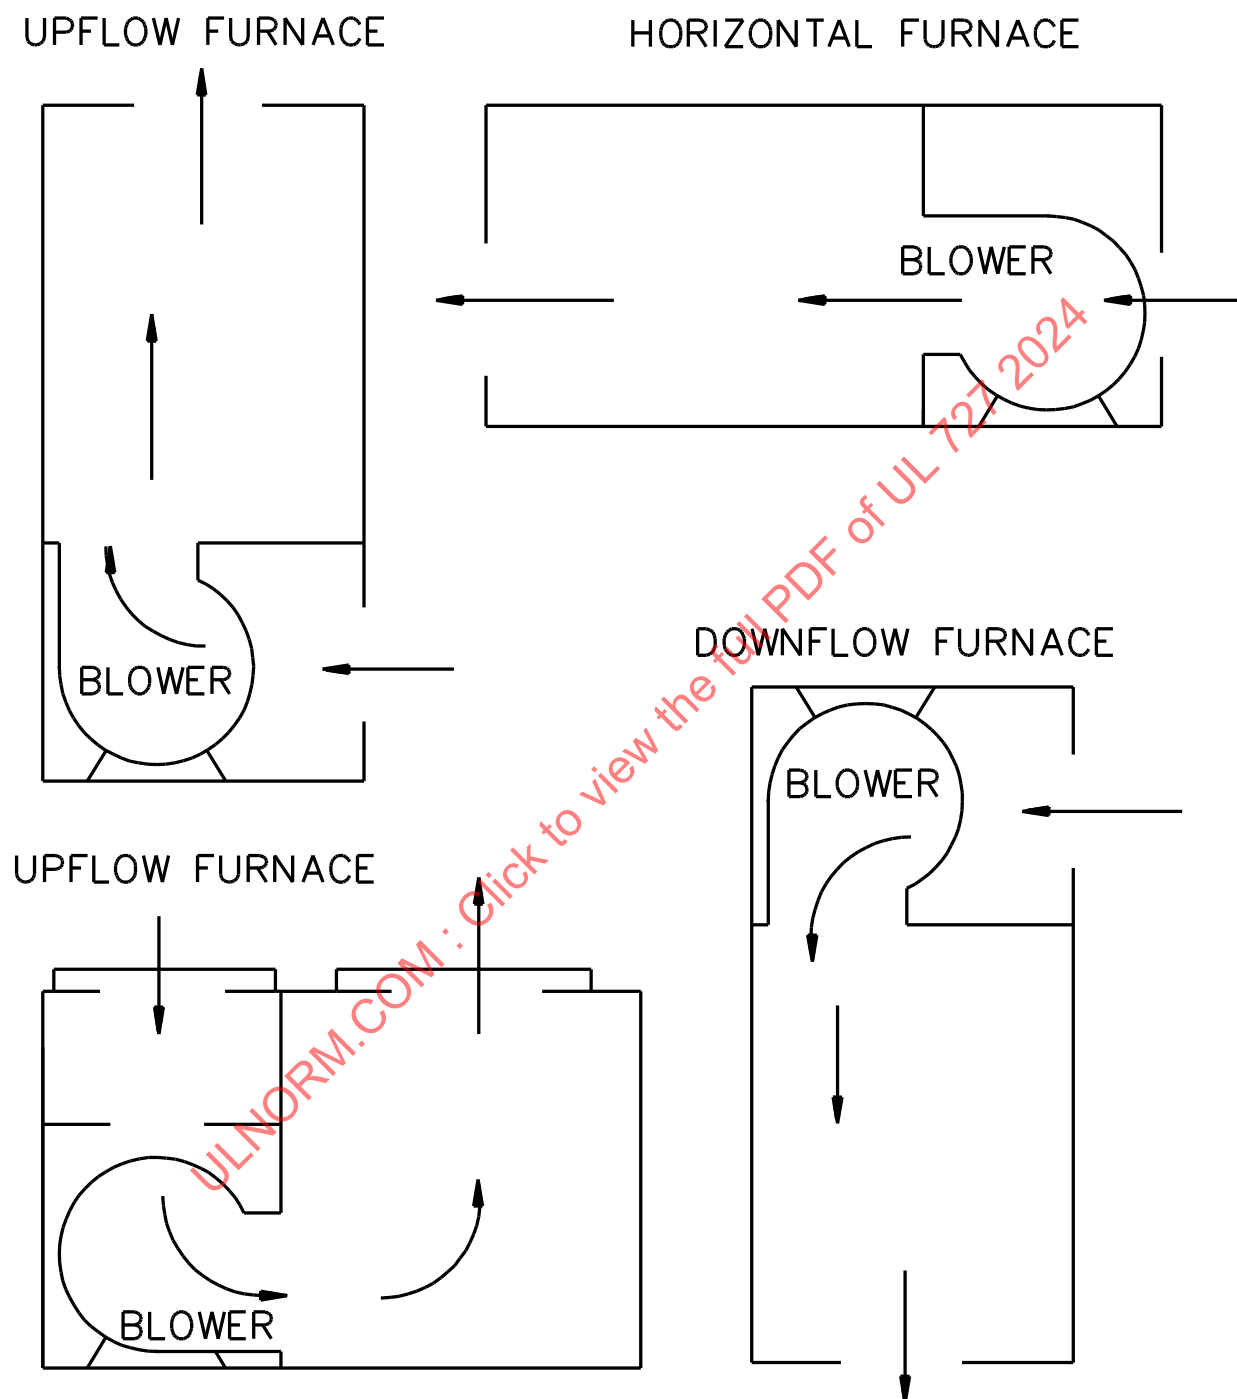 UPFLOW FURNACE
HORIZONTAL FURNACE
BLOWER
BLOWER
DOWNFLOW FURNACE
BLOWER
UPFLOW FURNACE
BLOWER
ULNORM.COM : Click to view the full PDF of UL 727 2024